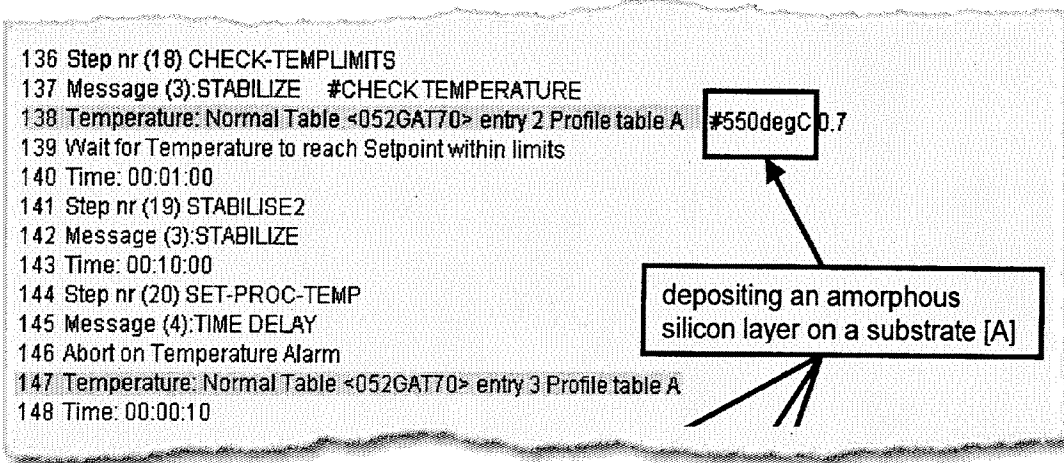 136 Step nr (18) CHECK-TEMPLIMITS
137 Message (3):STABILIZE #CHECK TEMPERATURE
138 Temperature: Normal Table <052GAT70> entry 2 Profile table A #550degC 0.7
139 Wait for Temperature to reach Setpoint within limits
140 Time: 00:01:00
141 Step nr (19) STABILISE2
142 Message (3):STABILIZE
143 Time: 00:10:00
144 Step nr (20) SET-PROC-TEMP
145 Message (4):TIME DELAY
146 Abort on Temperature Alarm
147 Temperature: Normal Table <052GAT70> entry 3 Profile table A
148 Time: 00:00:10
depositing an amorphous
silicon layer on a substrate [A]